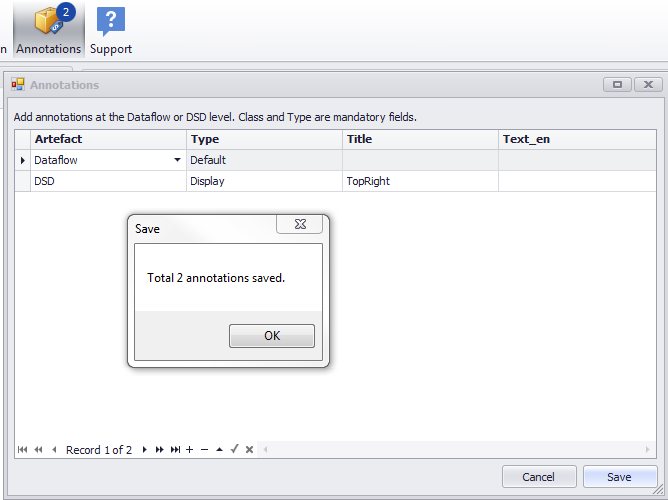 2
n Annotations Support
Annotations
Add annotations at the Dataflow or DSD level. Class and Type are mandatory fields.
Artefact Type Title Text_en
Dataflow Default
DSD Display TopRight
Save
Total 2 annotations saved.
OK
Record 1 of 2
Cancel Save